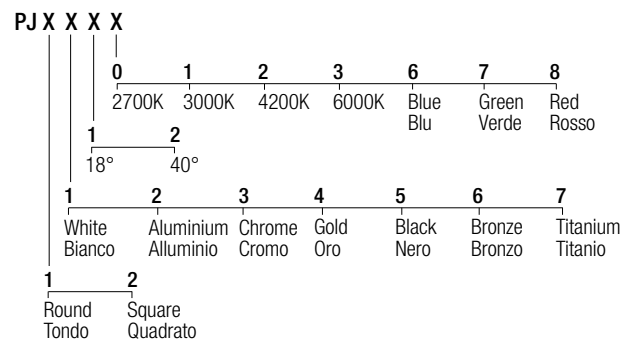 PJ X X X X
0 1 2 3 6 7 8
2700K 3000K 4200K 6000K Blue Green Red
Blu Verde Rosso
1 2
18° 40°
1 2 3 4 5 6 7
White Aluminium Chrome Gold Black Bronze Titanium
Bianco Alluminio Cromo Oro Nero Bronzo Titanio
1 2
Round Square
Tondo Quadrato